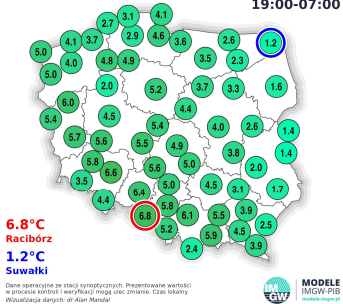 19:00-07:00
3.1 4.1
2.7
4.1 3.7 2.9 4.6 3.6 2.6 1.2
5.0 4.0 4.8 4.9 3.5 2.3
5.0
2.0 5.2 3.7 3.3 1.6
6.0 4.4
5.4 4.5 5.4 4.0 2.6 1.4
5.7 5.6 5.5 4.9 3.8 1.4
5.8 6.6 5.6 5.0 2.0
3.5 6.4 5.0 4.5 3.1 1.7
4.4 5.8
6.8 6.1 5.5 3.9 2.5
5.2 5.9 4.5
2.4 3.9
6.8°C
Racibórz
1.2°C
Suwałki
Dane operacyjne ze stacji synoptycznych. Prezentowane wartości
w procesie kontroli i weryfikacji mogą ulec zmianie. Czas lokalny.
Wizualizacja danych: dr Alan Mandal
IM
GW
MODELE
IMGW-PIB